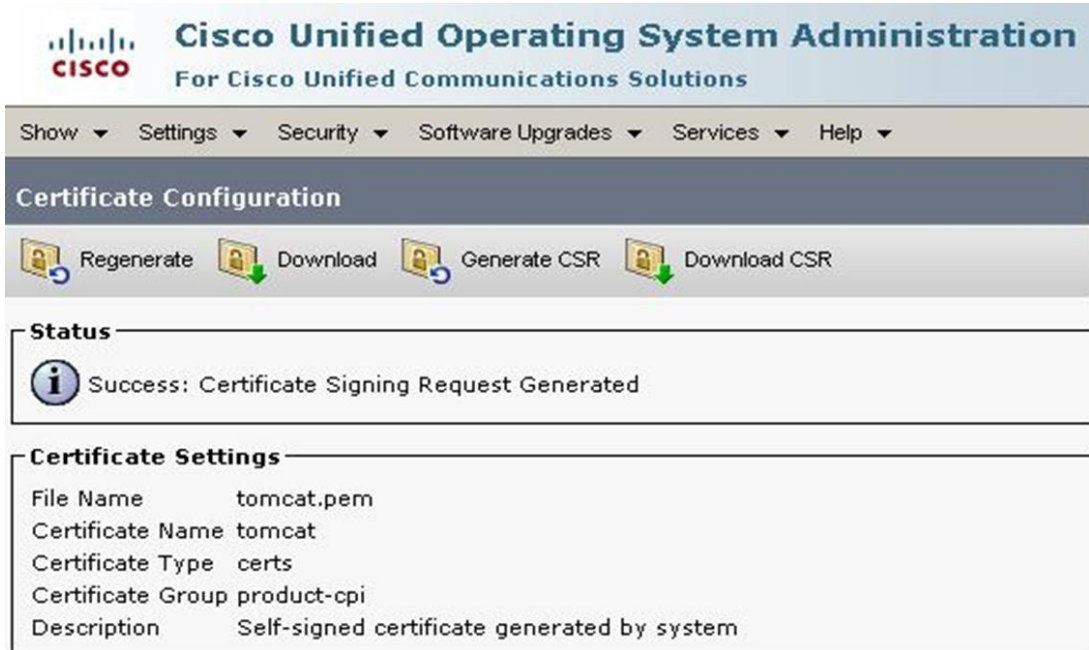 CISCO
Cisco Unified Operating System Administration
For Cisco Unified Communications Solutions
Show Settings Security Software Upgrades Services Help
Certificate Configuration
Regenerate Download Generate CSR Download CSR
Status
Success: Certificate Signing Request Generated
Certificate Settings
File Name tomcat.pem
Certificate Name tomcat
Certificate Type certs
Certificate Group product-cpi
Description Self-signed certificate generated by system